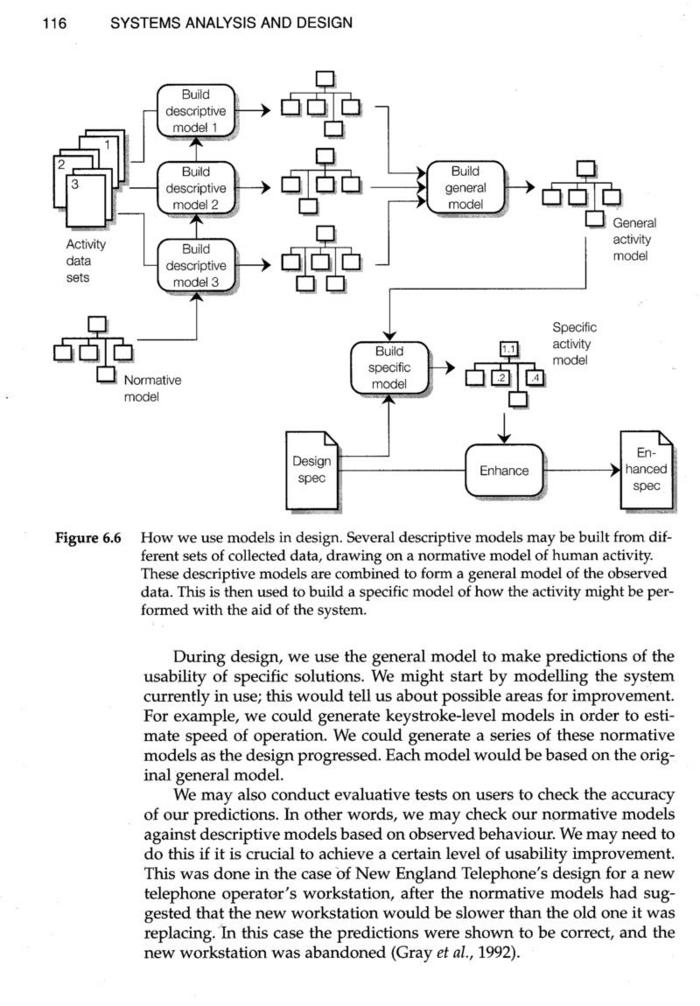 116 SYSTEMS ANALYSIS AND DESIGN
Build
descriptive
model 1
1
2
3
Build
descriptive
model 2
Build
general
model
General
activity
model
Activity
data
sets
Build
descriptive
model 3
Normative
model
Build
specific
model
1.1
.2
.4
Specific
activity
model
Design
spec
Enhance
En-
hanced
spec
Figure 6.6 How we use models in design. Several descriptive models may be built from dif-
ferent sets of collected data, drawing on a normative model of human activity.
These descriptive models are combined to form a general model of the observed
data. This is then used to build a specific model of how the activity might be per-
formed with the aid of the system.
During design, we use the general model to make predictions of the
usability of specific solutions. We might start by modelling the system
currently in use; this would tell us about possible areas for improvement.
For example, we could generate keystroke-level models in order to esti-
mate speed of operation. We could generate a series of these normative
models as the design progressed. Each model would be based on the orig-
inal general model.
We may also conduct evaluative tests on users to check the accuracy
of our predictions. In other words, we may check our normative models
against descriptive models based on observed behaviour. We may need to
do this if it is crucial to achieve a certain level of usability improvement.
This was done in the case of New England Telephone's design for a new
telephone operator's workstation, after the normative models had sug-
gested that the new workstation would be slower than the old one it was
replacing. In this case the predictions were shown to be correct, and the
new workstation was abandoned (Gray et al., 1992).